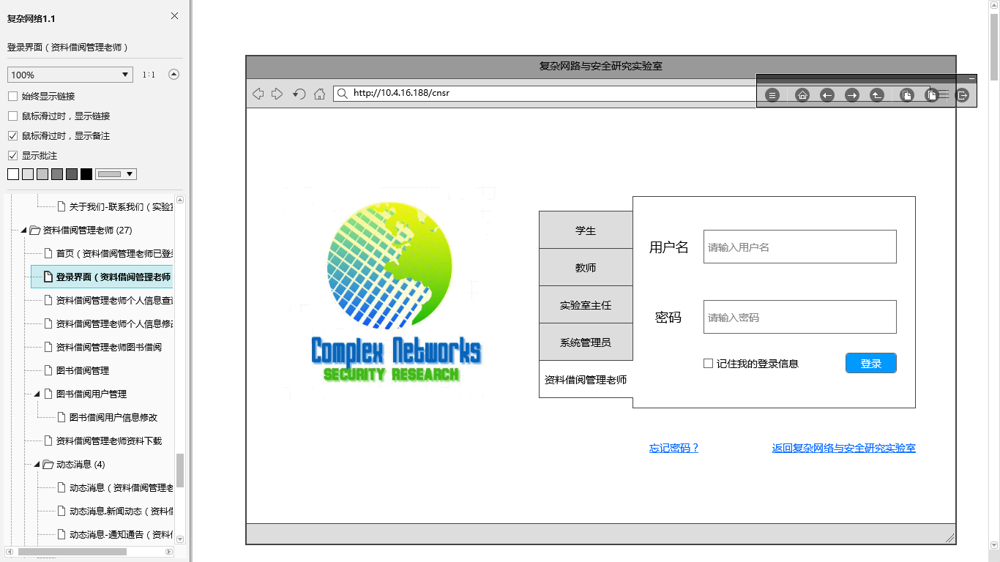 复杂网络1.1
登录界面（资料借阅管理老师）
100%
1:1
始终显示链接
鼠标滑过时，显示链接
鼠标滑过时，显示备注
显示批注
关于我们-联系我们（实验室
资料借阅管理老师 (27)
首页（资料借阅管理老师已登录
登录界面（资料借阅管理老师
资料借阅管理老师个人信息查询
资料借阅管理老师个人信息修改
资料借阅管理老师图书借阅
图书借阅管理
图书借阅用户管理
图书借阅用户信息修改
资料借阅管理老师资料下载
动态消息 (4)
动态消息（资料借阅管理老
动态消息.新闻动态（资料借
动态消息-通知通告（资料借
复杂网路与安全研究实验室
http://10.4.16.188/cnsr
Complex Networks
SECURITY RESEARCH
学生
教师
实验室主任
系统管理员
资料借阅管理老师
用户名
请输入用户名
密码
请输入密码
记住我的登录信息
登录
忘记密码？
返回复杂网络与安全研究实验室